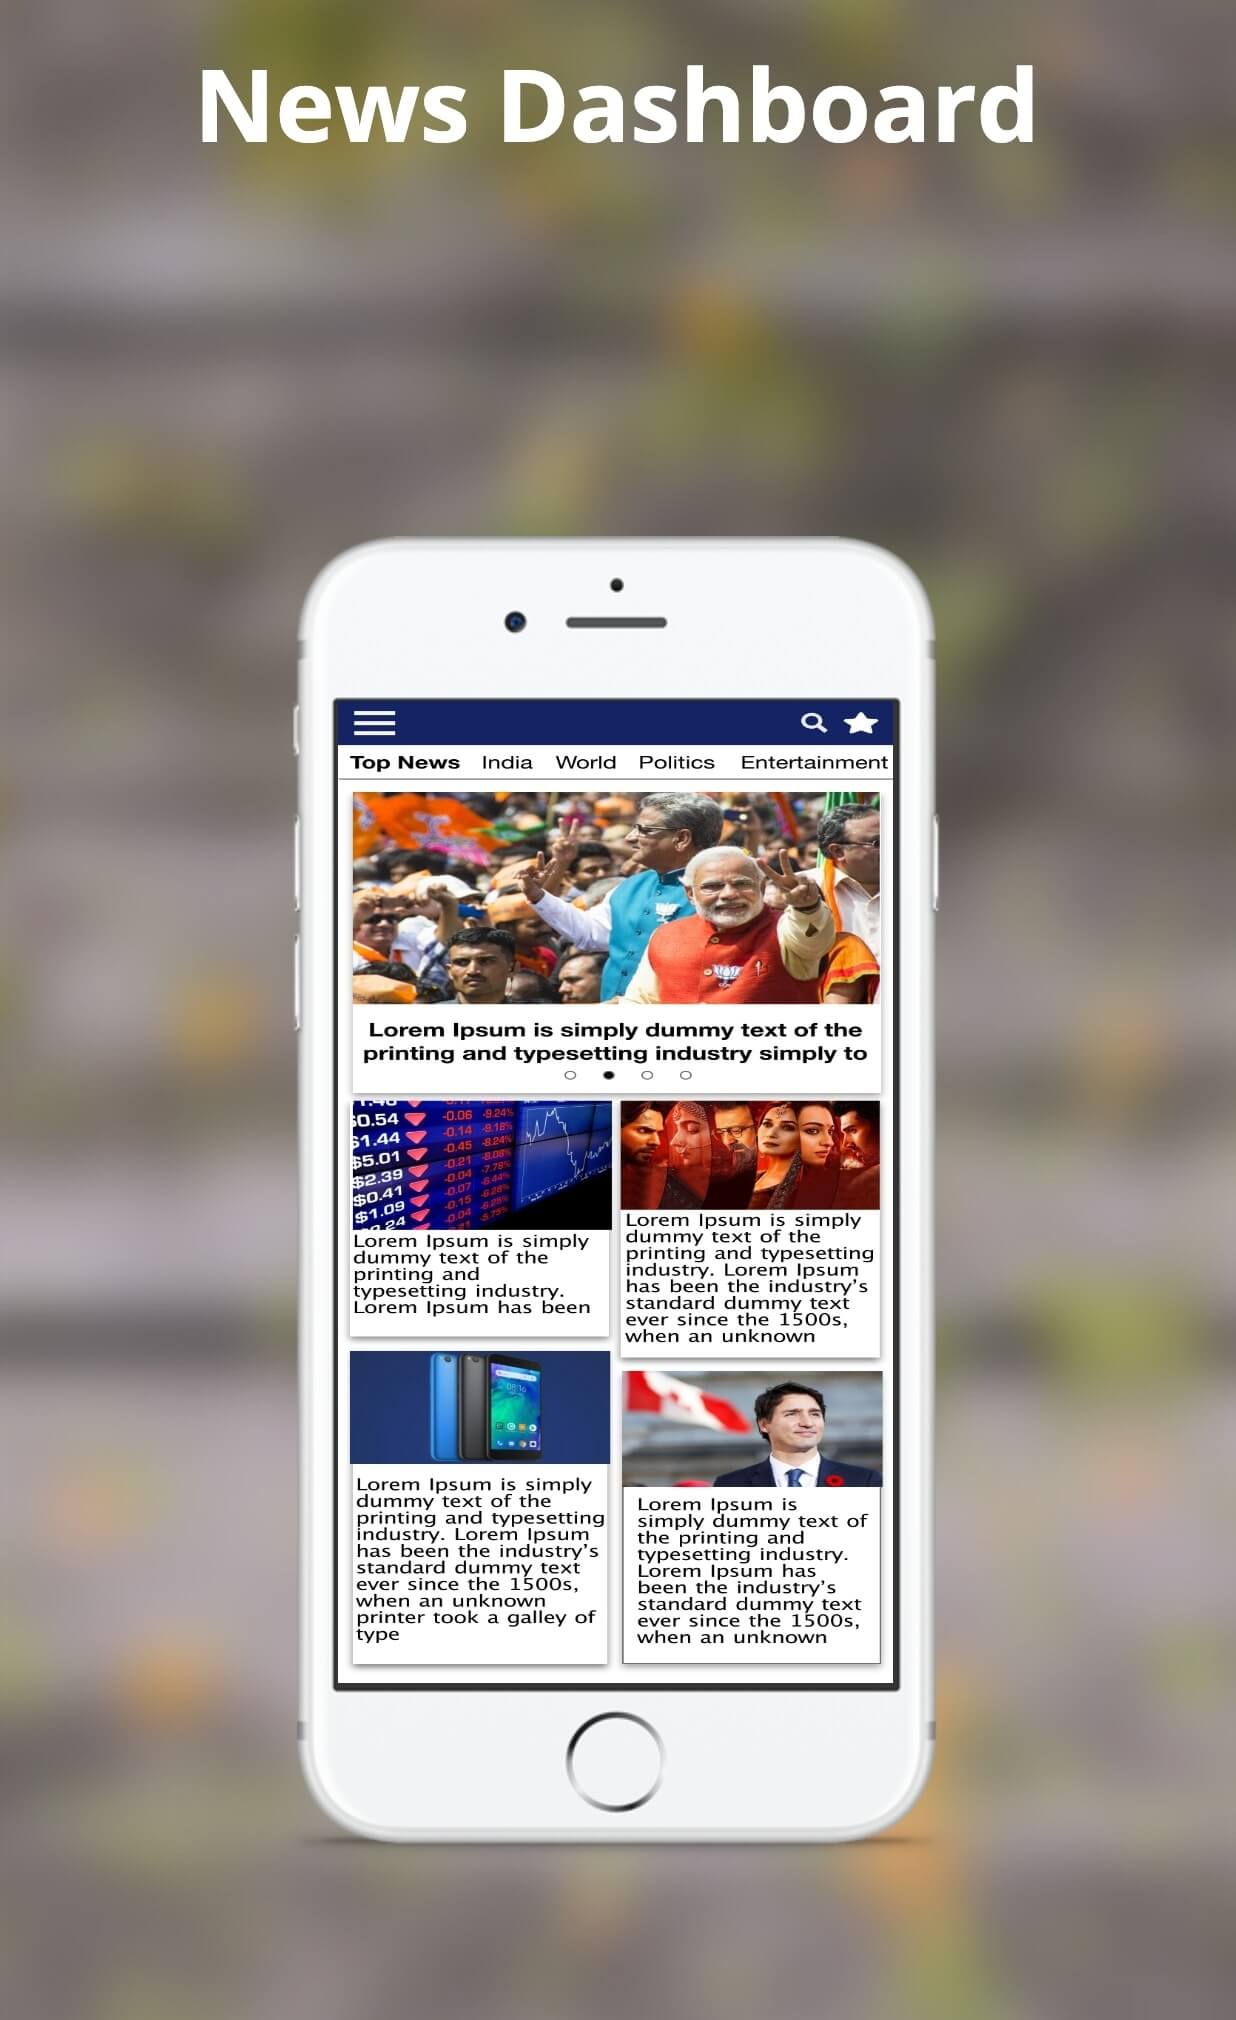 News Dashboard
Top News India World Politics Entertainment
Lorem Ipsum is simply dummy text of the
printing and typesetting industry simply to
0.54 -0.06 -9.24%
$1.44 -0.14 -9.18%
$5.01 -0.45 -8.24%
$2.39 -0.21 -8.08%
$0.41 -0.04 -7.78%
$1.09 -0.07 -6.44%
-0.15 -6.28%
-0.04 -6.25%
-5.75%
Lorem Ipsum is simply
dummy text of the
printing and
typesetting industry.
Lorem Ipsum has been
Lorem Ipsum is simply
dummy text of the
printing and typesetting
industry. Lorem Ipsum
has been the industry’s
standard dummy text
ever since the 1500s,
when an unknown
Lorem Ipsum is simply
dummy text of the
printing and typesetting
industry. Lorem Ipsum
has been the industry’s
standard dummy text
ever since the 1500s,
when an unknown
printer took a galley of
type
Lorem Ipsum is
simply dummy text of
the printing and
typesetting industry.
Lorem Ipsum has
been the industry’s
standard dummy text
ever since the 1500s,
when an unknown